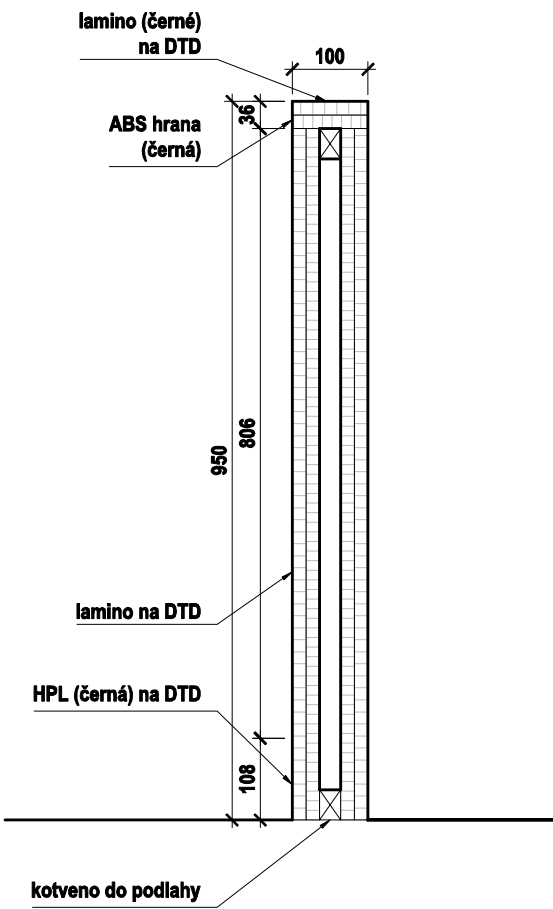 lamino (černé)
na DTD
100
36
ABS hrana
(černá)
806
950
lamino na DTD
HPL (černá) na DTD
108
kotveno do podlahy